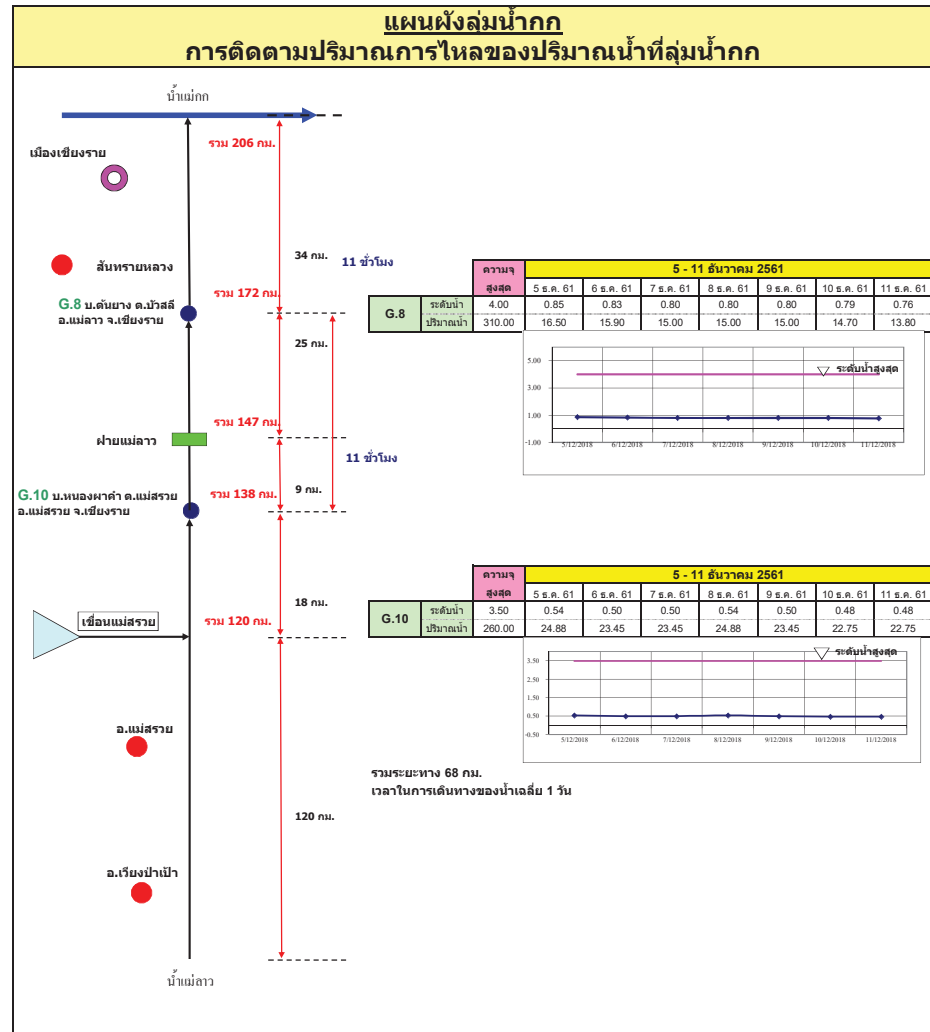 แผนผังลุ่มน้ำกก
การติดตามปริมาณการไหลของปริมาณน้ำที่ลุ่มน้ำกก
น้ำแม่กก
รวม 206 กม.
เมืองเชียงราย
34 กม.
11 ชั่วโมง
สันทรายหลวง
รวม 172 กม.
G.8 บ.ต้นยาง ต.บัวสลี
อ.แม่ลาว จ.เชียงราย
25 กม.
รวม 147 กม.
ฝายแม่ลาว
11 ชั่วโมง
9 กม.
รวม 138 กม.
G.10 บ.หนองผาคำ ต.แม่สรวย
อ.แม่สรวย จ.เชียงราย
18 กม.
เขื่อนแม่สรวย
รวม 120 กม.
อ.แม่สรวย
120 กม.
อ.เวียงป่าเป้า
น้ำแม่ลาว
ความจุ 5 - 11 ธันวาคม 2561
สูงสุด 5 ธ.ค. 61 6 ธ.ค. 61 7 ธ.ค. 61 8 ธ.ค. 61 9 ธ.ค. 61 10 ธ.ค. 61 11 ธ.ค. 61
G.8 ระดับน้ำ 4.00 0.85 0.83 0.80 0.80 0.80 0.79 0.76
ปริมาณน้ำ 310.00 16.50 15.90 15.00 15.00 15.00 14.70 13.80
ระดับน้ำสูงสุด
5.00
3.00
1.00
-1.00
5/12/2018 6/12/2018 7/12/2018 8/12/2018 9/12/2018 10/12/2018 11/12/2018
ความจุ 5 - 11 ธันวาคม 2561
สูงสุด 5 ธ.ค. 61 6 ธ.ค. 61 7 ธ.ค. 61 8 ธ.ค. 61 9 ธ.ค. 61 10 ธ.ค. 61 11 ธ.ค. 61
G.10 ระดับน้ำ 3.50 0.54 0.50 0.50 0.54 0.50 0.48 0.48
ปริมาณน้ำ 260.00 24.88 23.45 23.45 24.88 23.45 22.75 22.75
ระดับน้ำสูงสุด
3.50
2.50
1.50
0.50
-0.50
5/12/2018 6/12/2018 7/12/2018 8/12/2018 9/12/2018 10/12/2018 11/12/2018
รวมระยะทาง 68 กม.
เวลาในการเดินทางของน้ำเฉลี่ย 1 วัน